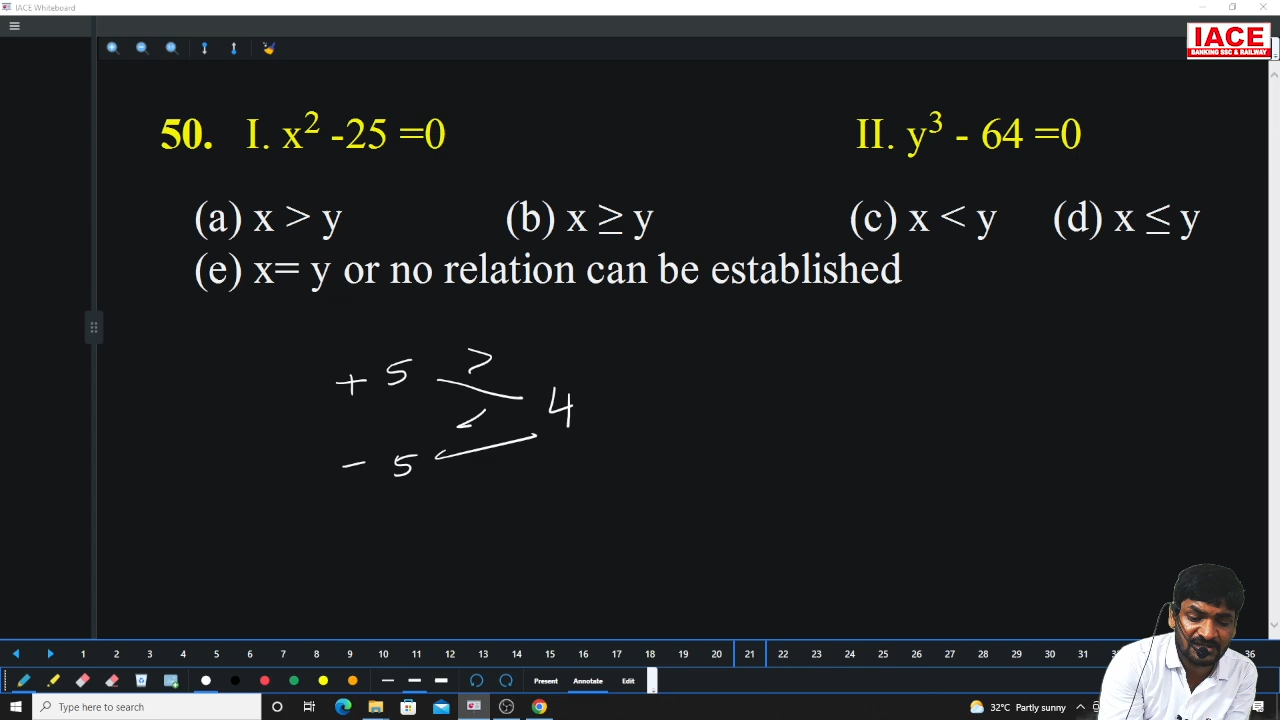 IACE Whiteboard
IACE
BANKING SSC & RAILWAY
50. I. x² -25 =0 II. y³ - 64 =0
(a) x > y (b) x ≥ y (c) x < y (d) x ≤ y
(e) x= y or no relation can be established
+ 5 >
< 4
- 5
1 2 3 4 5 6 7 8 9 10 11 12 13 14 15 16 17 18 19 20 21 22 23 24 25 26 27 28 29 30 31 32 33 36
Present Annotate Edit
Type here to search 32°C Partly sunny